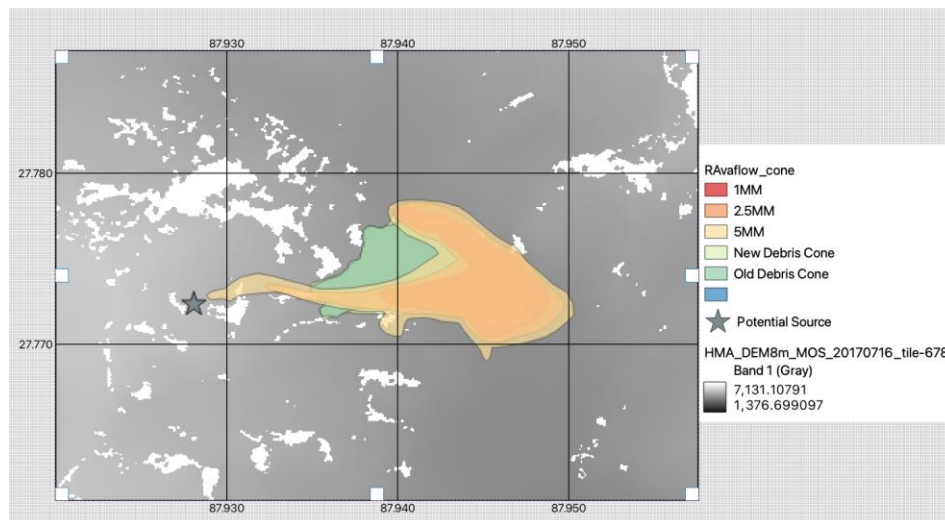 87.930 87.940 87.950
27.780
27.770
87.930 87.940 87.950
RAvaflow_cone
1MM
2.5MM
5MM
New Debris Cone
Old Debris Cone
Potential Source
HMA_DEM8m_MOS_20170716_tile-678
Band 1 (Gray)
7,131.10791
1,376.699097